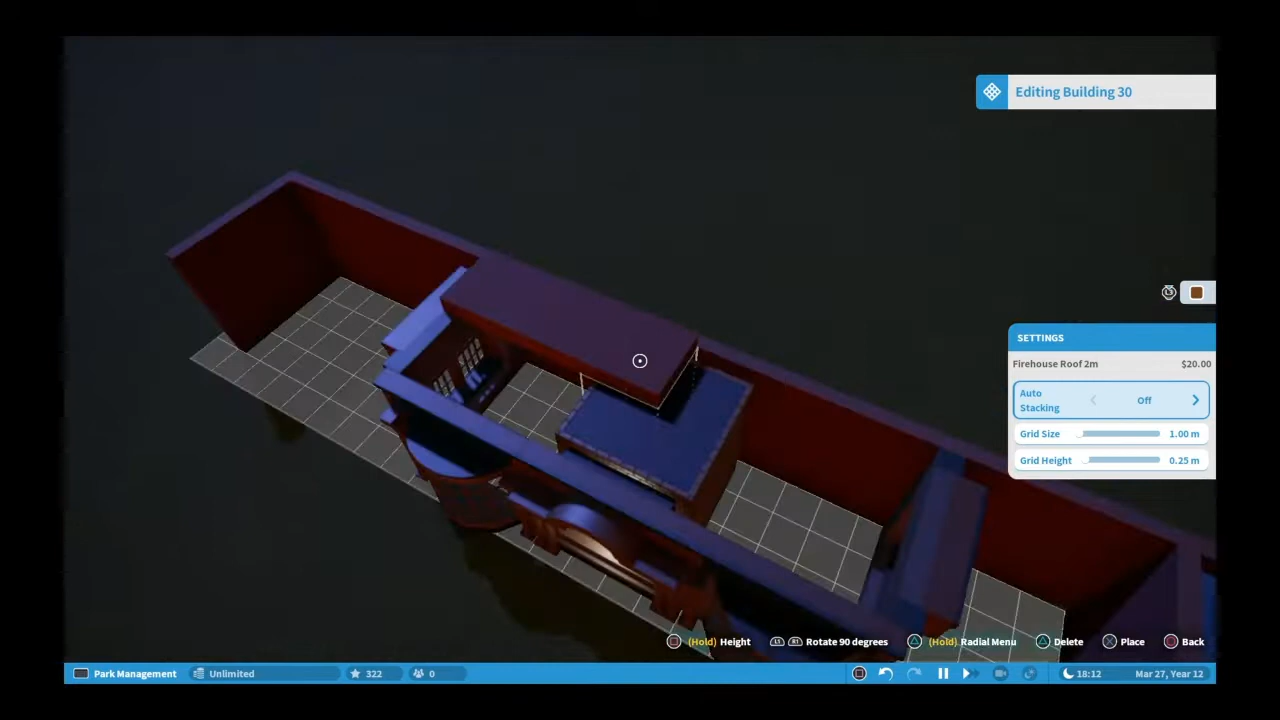 Editing Building 30
SETTINGS
Firehouse Roof 2m $20.00
Auto Stacking Off
Grid Size 1.00 m
Grid Height 0.25 m
(Hold) Height L1 R1 Rotate 90 degrees (Hold) Radial Menu Delete Place Back
Park Management Unlimited 322 0 18:12 Mar 27, Year 12